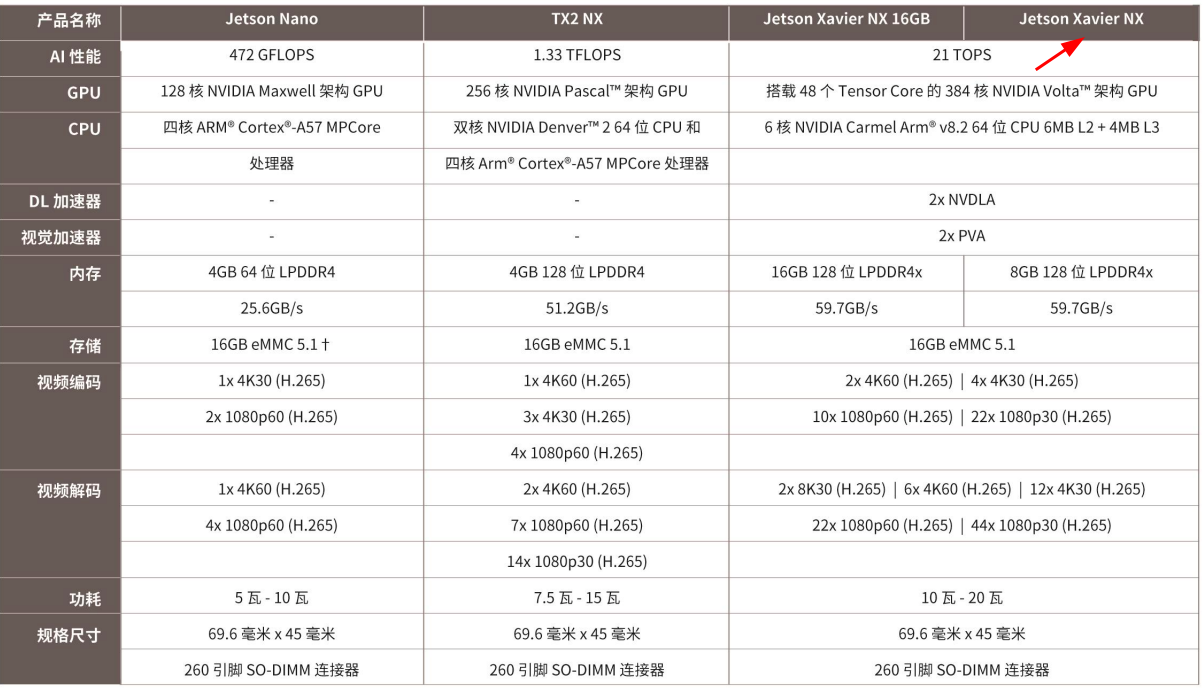 产品名称 Jetson Nano TX2 NX Jetson Xavier NX 16GB Jetson Xavier NX
AI 性能 472 GFLOPS 1.33 TFLOPS 21 TOPS
GPU 128 核 NVIDIA Maxwell 架构 GPU 256 核 NVIDIA Pascal™ 架构 GPU 搭载 48 个 Tensor Core 的 384 核 NVIDIA Volta™ 架构 GPU
CPU 四核 ARM® Cortex®-A57 MPCore 双核 NVIDIA Denver™ 2 64 位 CPU 和 6 核 NVIDIA Carmel Arm® v8.2 64 位 CPU 6MB L2 + 4MB L3
处理器 四核 Arm® Cortex®-A57 MPCore 处理器
DL 加速器 - - 2x NVDLA
视觉加速器 - - 2x PVA
内存 4GB 64 位 LPDDR4 4GB 128 位 LPDDR4 16GB 128 位 LPDDR4x 8GB 128 位 LPDDR4x
25.6GB/s 51.2GB/s 59.7GB/s 59.7GB/s
存储 16GB eMMC 5.1 † 16GB eMMC 5.1 16GB eMMC 5.1
视频编码 1x 4K30 (H.265) 1x 4K60 (H.265) 2x 4K60 (H.265) | 4x 4K30 (H.265)
2x 1080p60 (H.265) 3x 4K30 (H.265) 10x 1080p60 (H.265) | 22x 1080p30 (H.265)
4x 1080p60 (H.265)
视频解码 1x 4K60 (H.265) 2x 4K60 (H.265) 2x 8K30 (H.265) | 6x 4K60 (H.265) | 12x 4K30 (H.265)
4x 1080p60 (H.265) 7x 1080p60 (H.265) 22x 1080p60 (H.265) | 44x 1080p30 (H.265)
14x 1080p30 (H.265)
功耗 5 瓦 - 10 瓦 7.5 瓦 - 15 瓦 10 瓦 - 20 瓦
规格尺寸 69.6 毫米 x 45 毫米 69.6 毫米 x 45 毫米 69.6 毫米 x 45 毫米
260 引脚 SO-DIMM 连接器 260 引脚 SO-DIMM 连接器 260 引脚 SO-DIMM 连接器